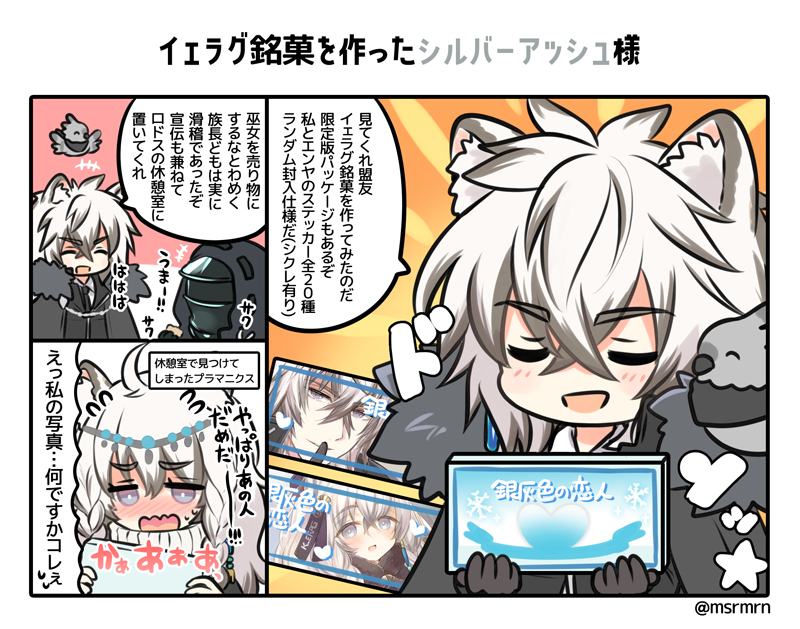 イェラグ銘菓を作ったシルバーアッシュ様
見てくれ盟友
イェラグ銘菓を作ってみたのだ
限定版パッケージもあるぞ
私とエンヤのステッカー全20種
ランダム封入仕様だ(シクレ有り)
ドンッ☆
銀
銀灰色の恋人
灰色の
恋人
巫女を売り物に
するなとわめく
族長どもは実に
滑稽であったぞ
宣伝も兼ねて
ロドスの休憩室に
置いてくれ
ははは
うまー!!
サク
サク
休憩室で見つけて
しまったプラマニクス
やっぱりあの人
だめだ
かぁあぁあぁ
えっ私の写真…何ですかコレぇ
@msrmrn